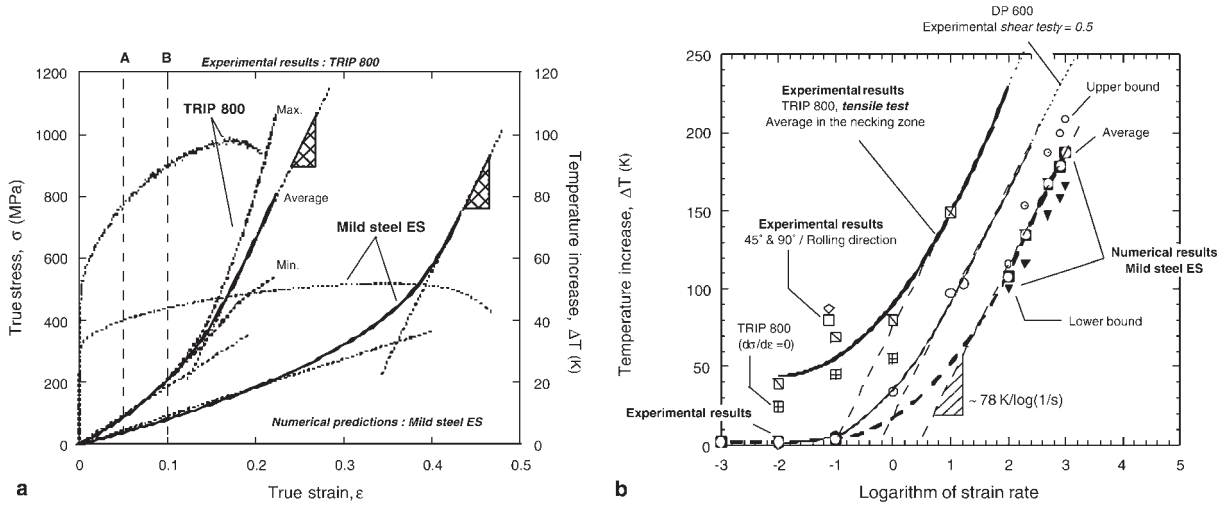 A
B
Experimental results : TRIP 800
1200
1000
800
600
400
200
0
True stress, σ (MPa)
120
100
80
60
40
20
0
Temperature increase, ΔT (K)
TRIP 800
Max.
Average
Mild steel ES
Min.
Numerical predictions : Mild steel ES
0
0.1
0.2
0.3
0.4
0.5
True strain, ε
a
DP 600
Experimental shear testγ = 0.5
250
200
150
100
50
0
Temperature increase, ΔT (K)
Experimental results
TRIP 800, tensile test
Average in the necking zone
Upper bound
Average
Experimental results
45˚ & 90˚ / Rolling direction
Numerical results
Mild steel ES
Lower bound
TRIP 800
(dσ/dε =0)
Experimental results
~ 78 K/log(1/s)
-3
-2
-1
0
1
2
3
4
5
Logarithm of strain rate
b